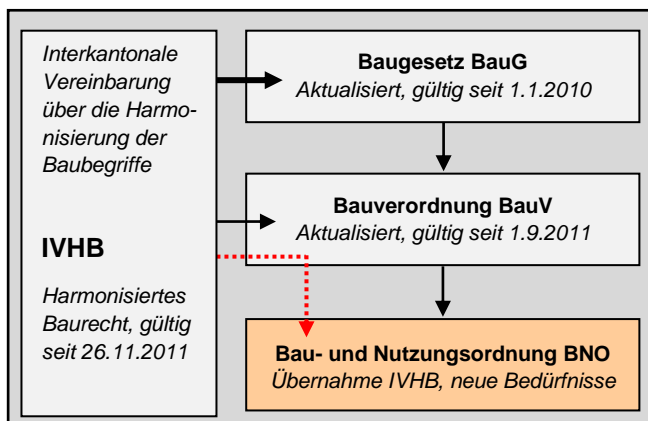 Interkantonale
Vereinbarung
über die Harmo-
nisierung der
Baubegriffe
IVHB
Harmonisiertes
Baurecht, gültig
seit 26.11.2011
Baugesetz BauG
Aktualisiert, gültig seit 1.1.2010
Bauverordnung BauV
Aktualisiert, gültig seit 1.9.2011
Bau- und Nutzungsordnung BNO
Übernahme IVHB, neue Bedürfnisse